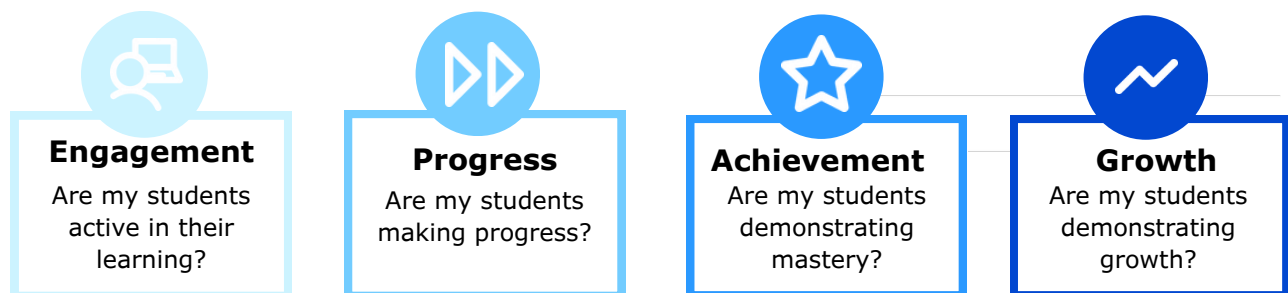 Engagement
Are my students
active in their
learning?
Progress
Are my students
making progress?
Achievement
Are my students
demonstrating
mastery?
Growth
Are my students
demonstrating
growth?